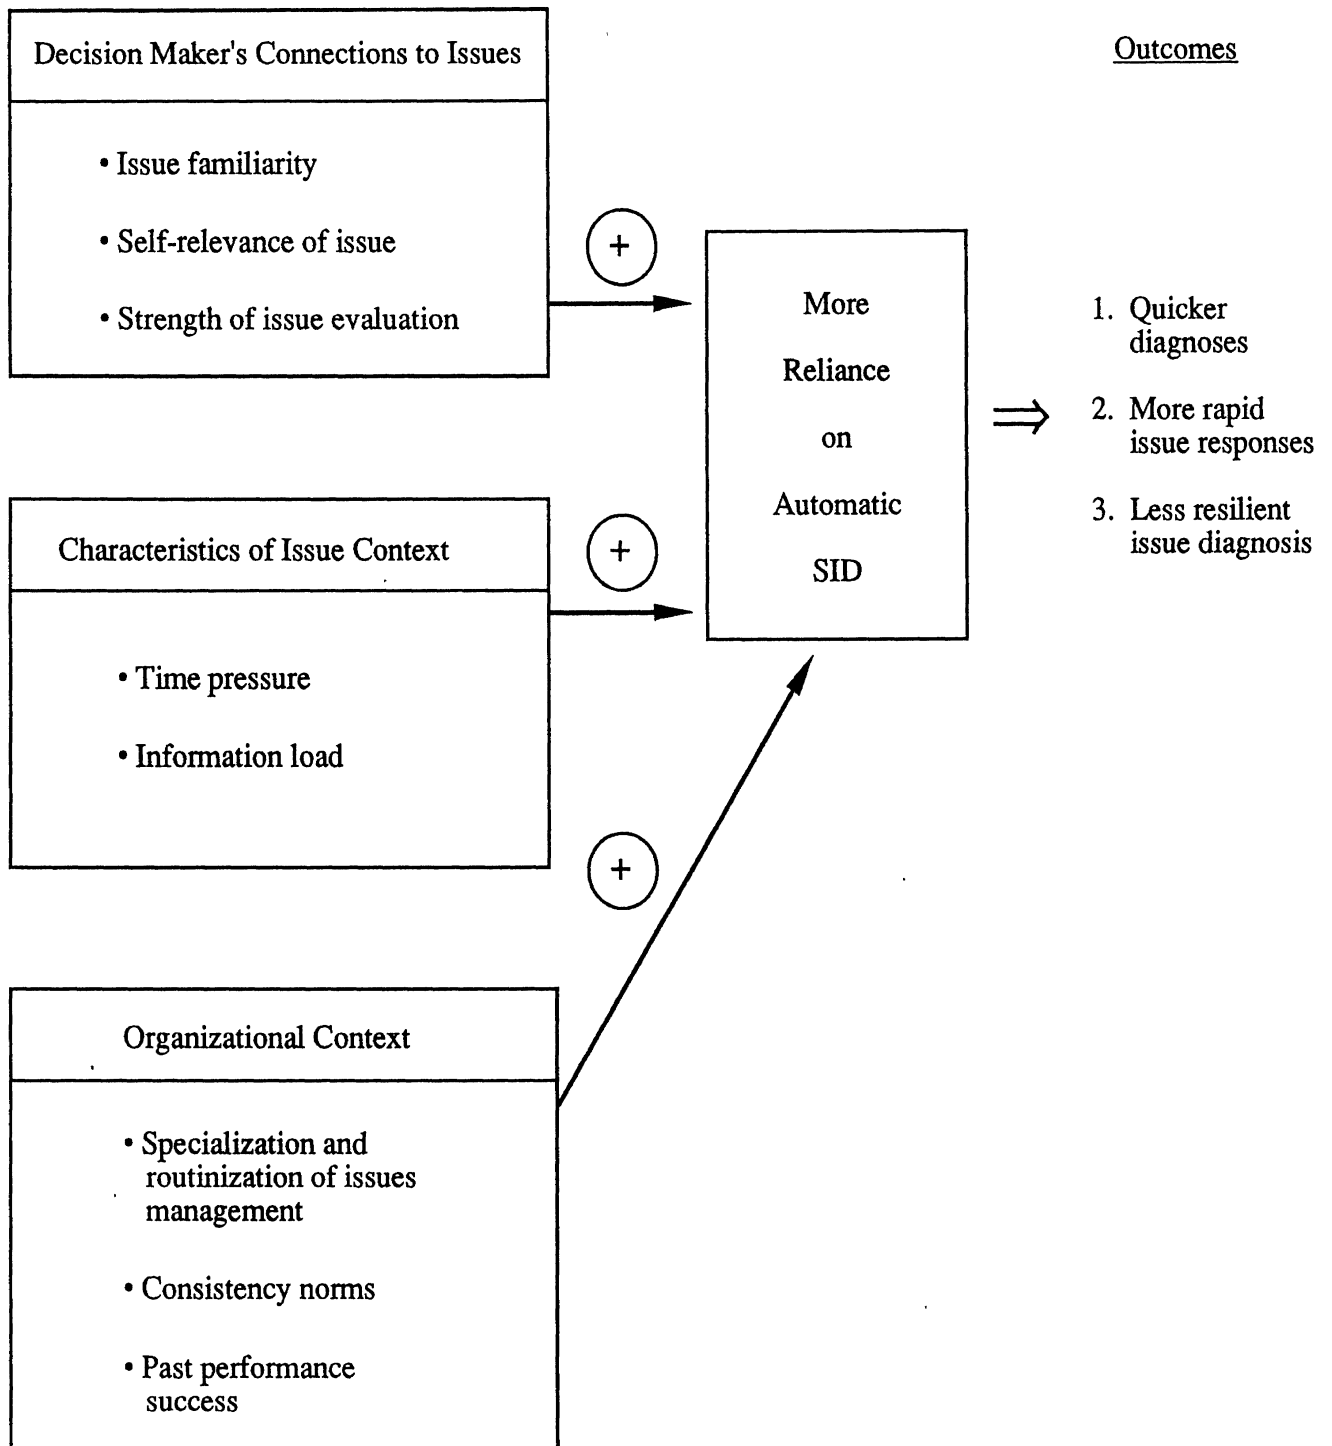 Decision Maker's Connections to Issues
• Issue familiarity
• Self-relevance of issue
• Strength of issue evaluation
+
Characteristics of Issue Context
• Time pressure
• Information load
+
Organizational Context
• Specialization and
routinization of issues
management
• Consistency norms
• Past performance
success
+
More
Reliance
on
Automatic
SID
Outcomes
1. Quicker
diagnoses
2. More rapid
issue responses
3. Less resilient
issue diagnosis